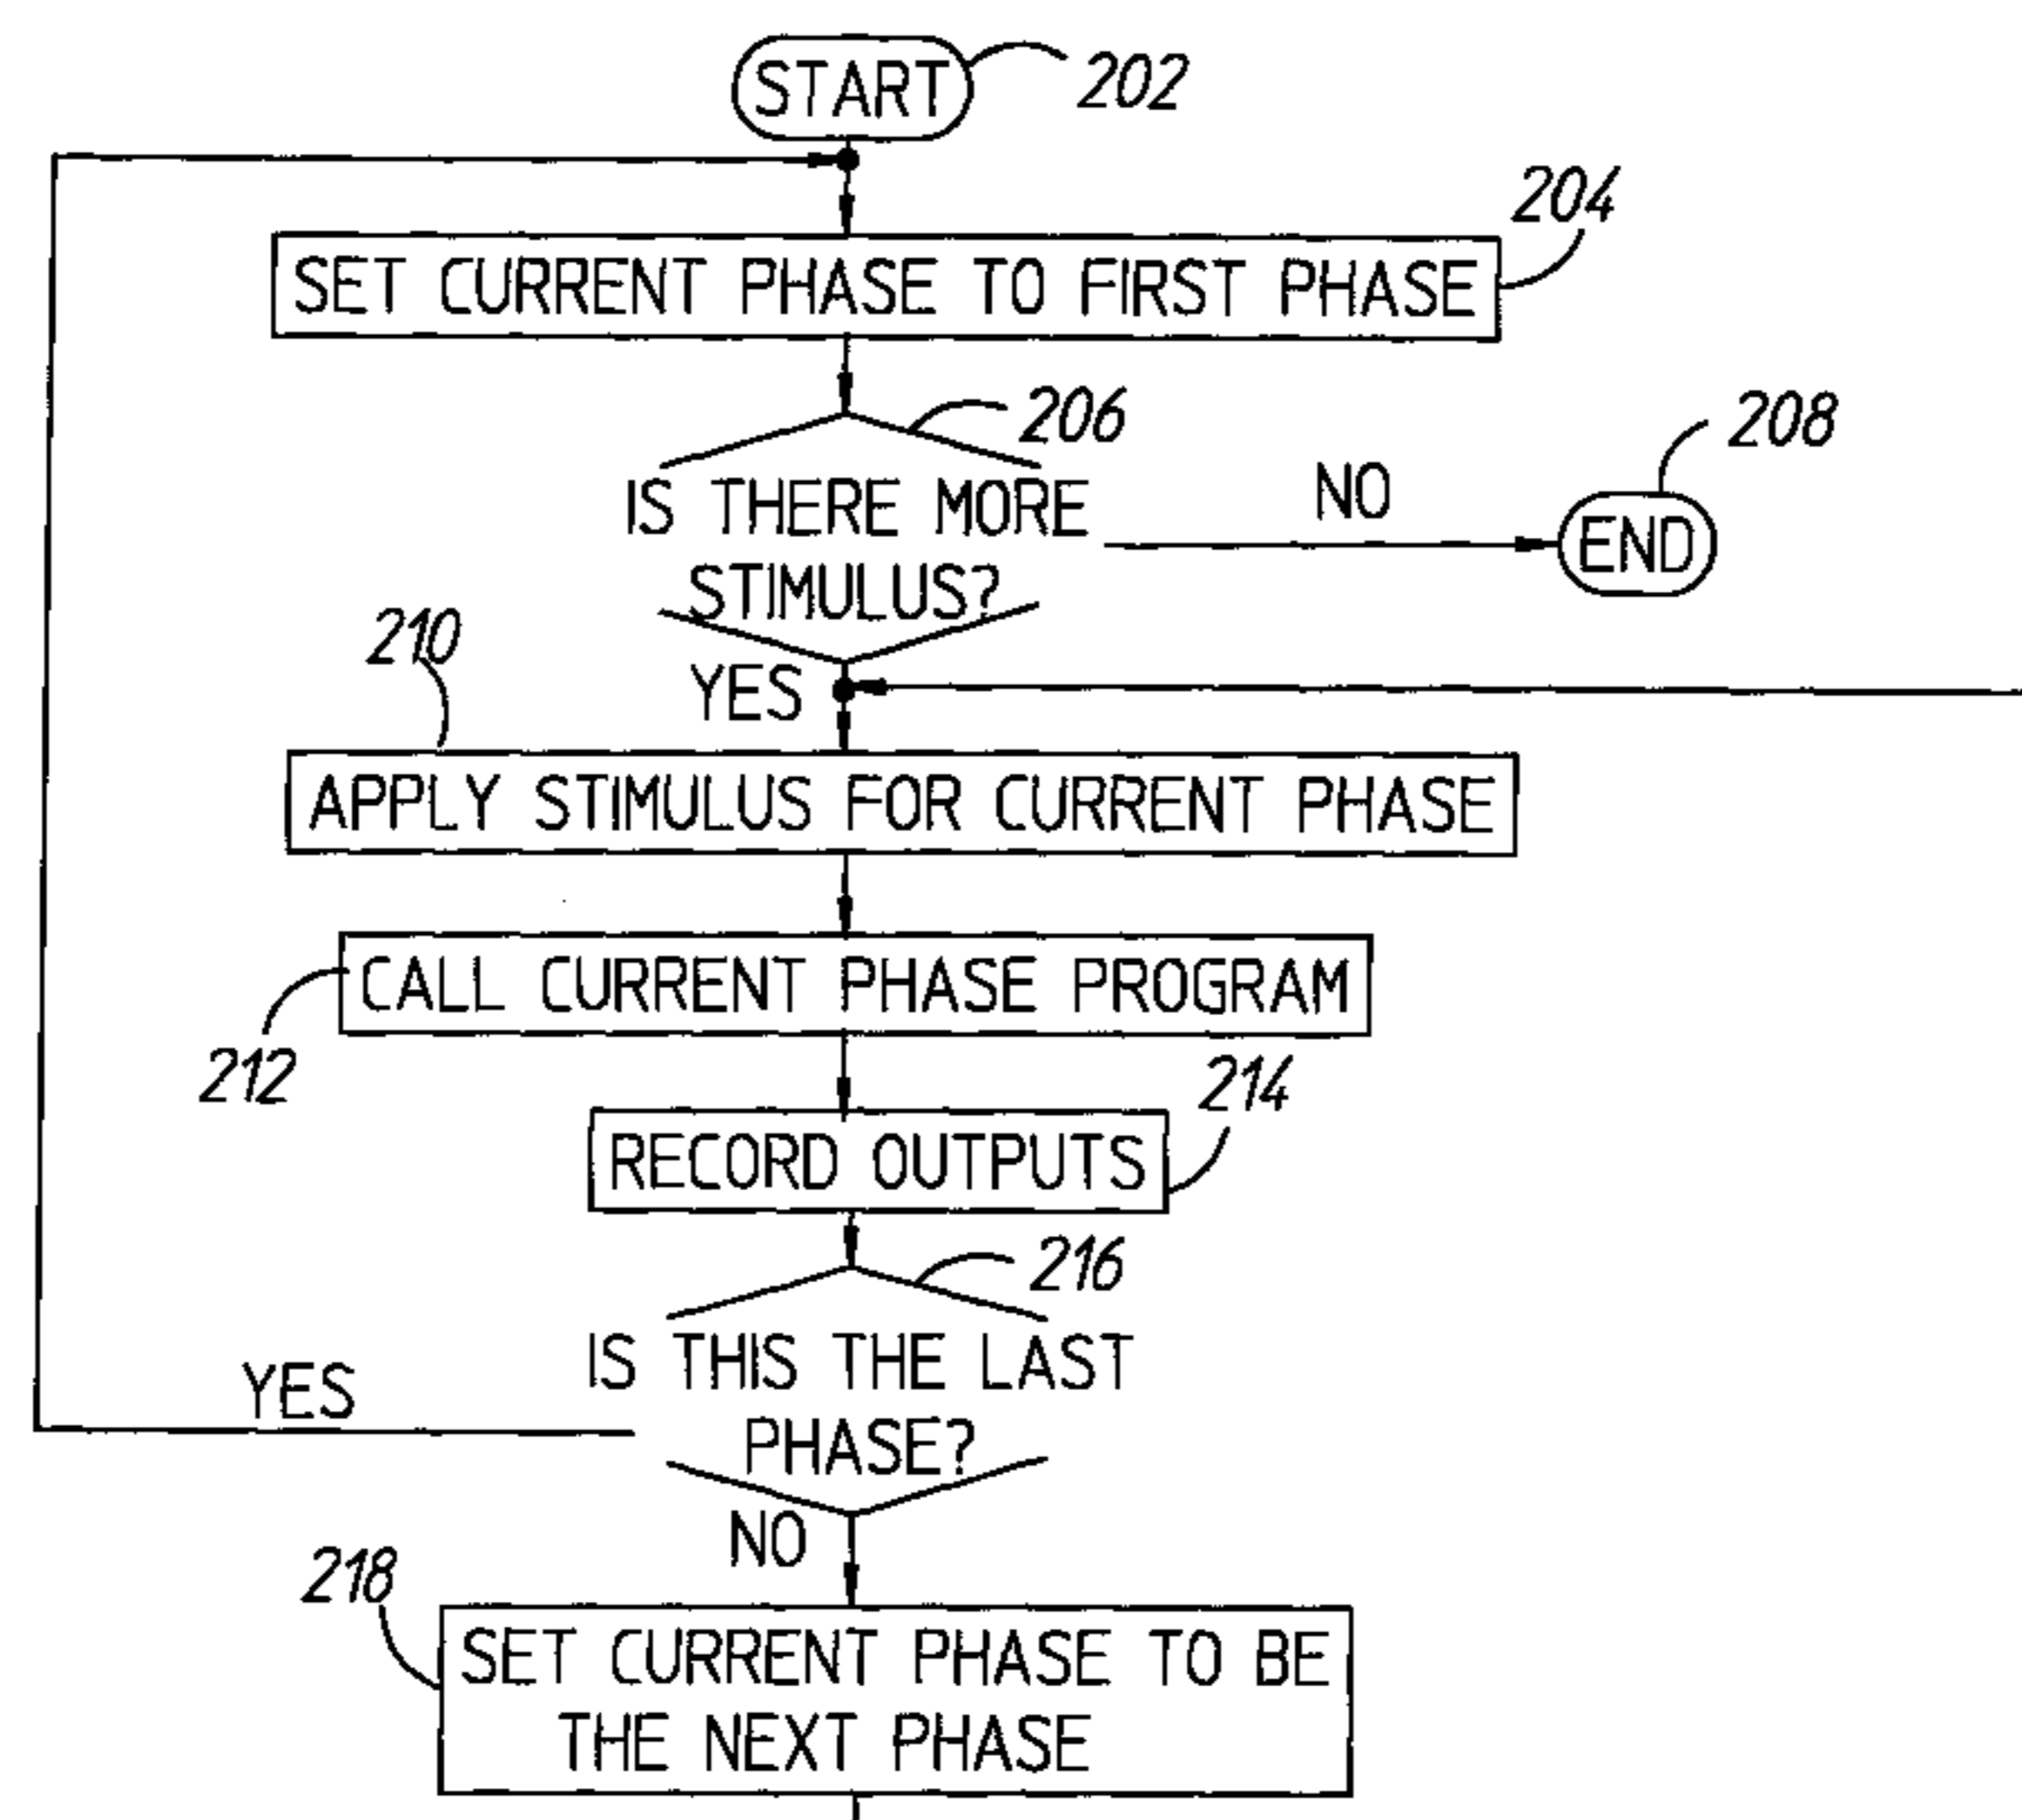 START
202
204
SET CURRENT PHASE TO FIRST PHASE
206
208
IS THERE MORE
STIMULUS?
NO
END
210
YES
APPLY STIMULUS FOR CURRENT PHASE
CALL CURRENT PHASE PROGRAM
212
214
RECORD OUTPUTS
216
IS THIS THE LAST
PHASE?
YES
NO
218
SET CURRENT PHASE TO BE
THE NEXT PHASE